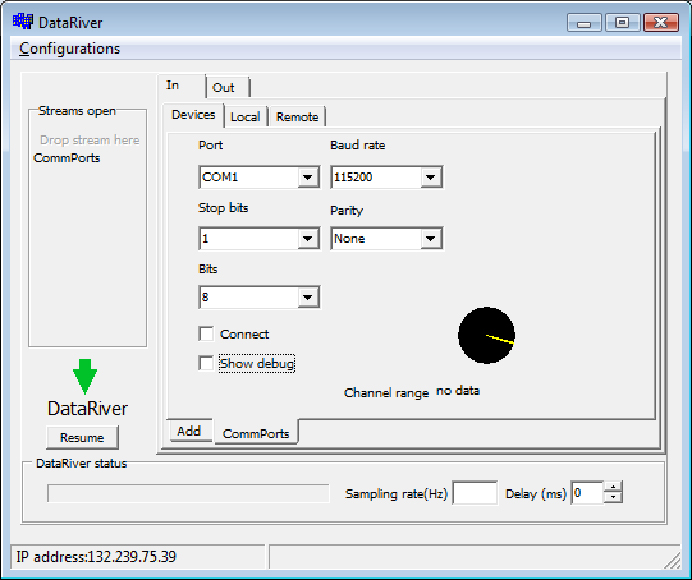 DataRiver
Configurations
In Out
Streams open
Devices Local Remote
Drop stream here
CommPorts
Port Baud rate
COM1 115200
Stop bits Parity
1 None
Bits
8
Connect
Show debug
Channel range no data
DataRiver
Resume
Add CommPorts
DataRiver status
Sampling rate(Hz) Delay (ms) 0
IP address:132.239.75.39